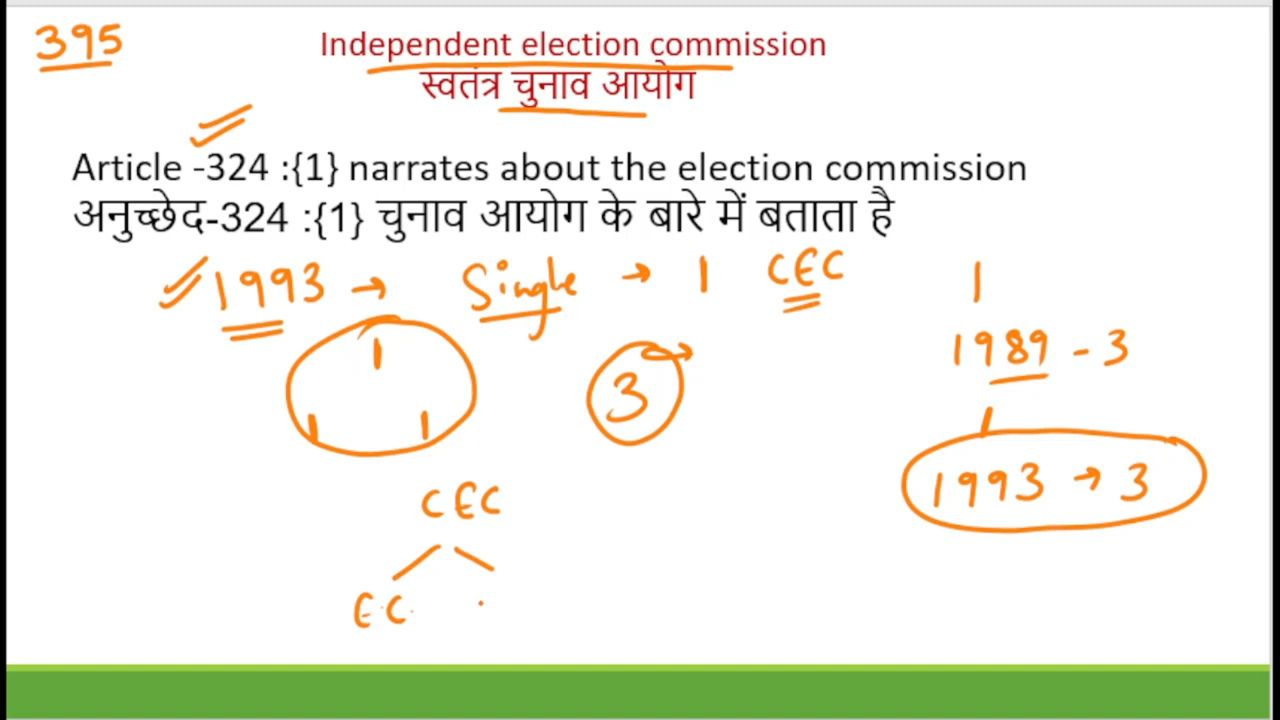 395
Independent election commission
स्वतंत्र चुनाव आयोग
Article -324 :{1} narrates about the election commission
अनुच्छेद-324 :{1} चुनाव आयोग के बारे में बताता है
1993 → Single → 1 CEC
1
1989 - 3
1
1 1
3 →
1
1993 → 3
CEC
EC